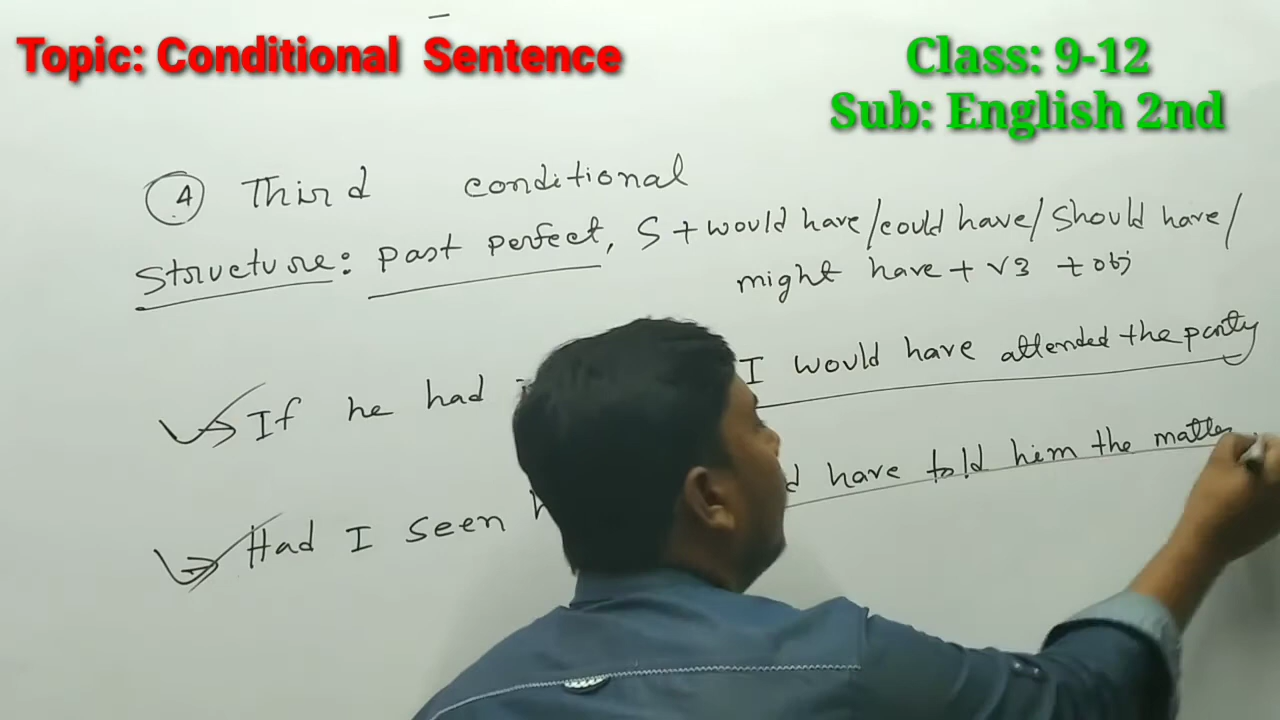 Topic: Conditional Sentence
Class: 9-12
Sub: English 2nd
4 Third conditional
Structure: Past perfect, S + would have/could have/ should have/
might have + V3 + obj
If he had I would have attended the party
Had I seen have told him the matter